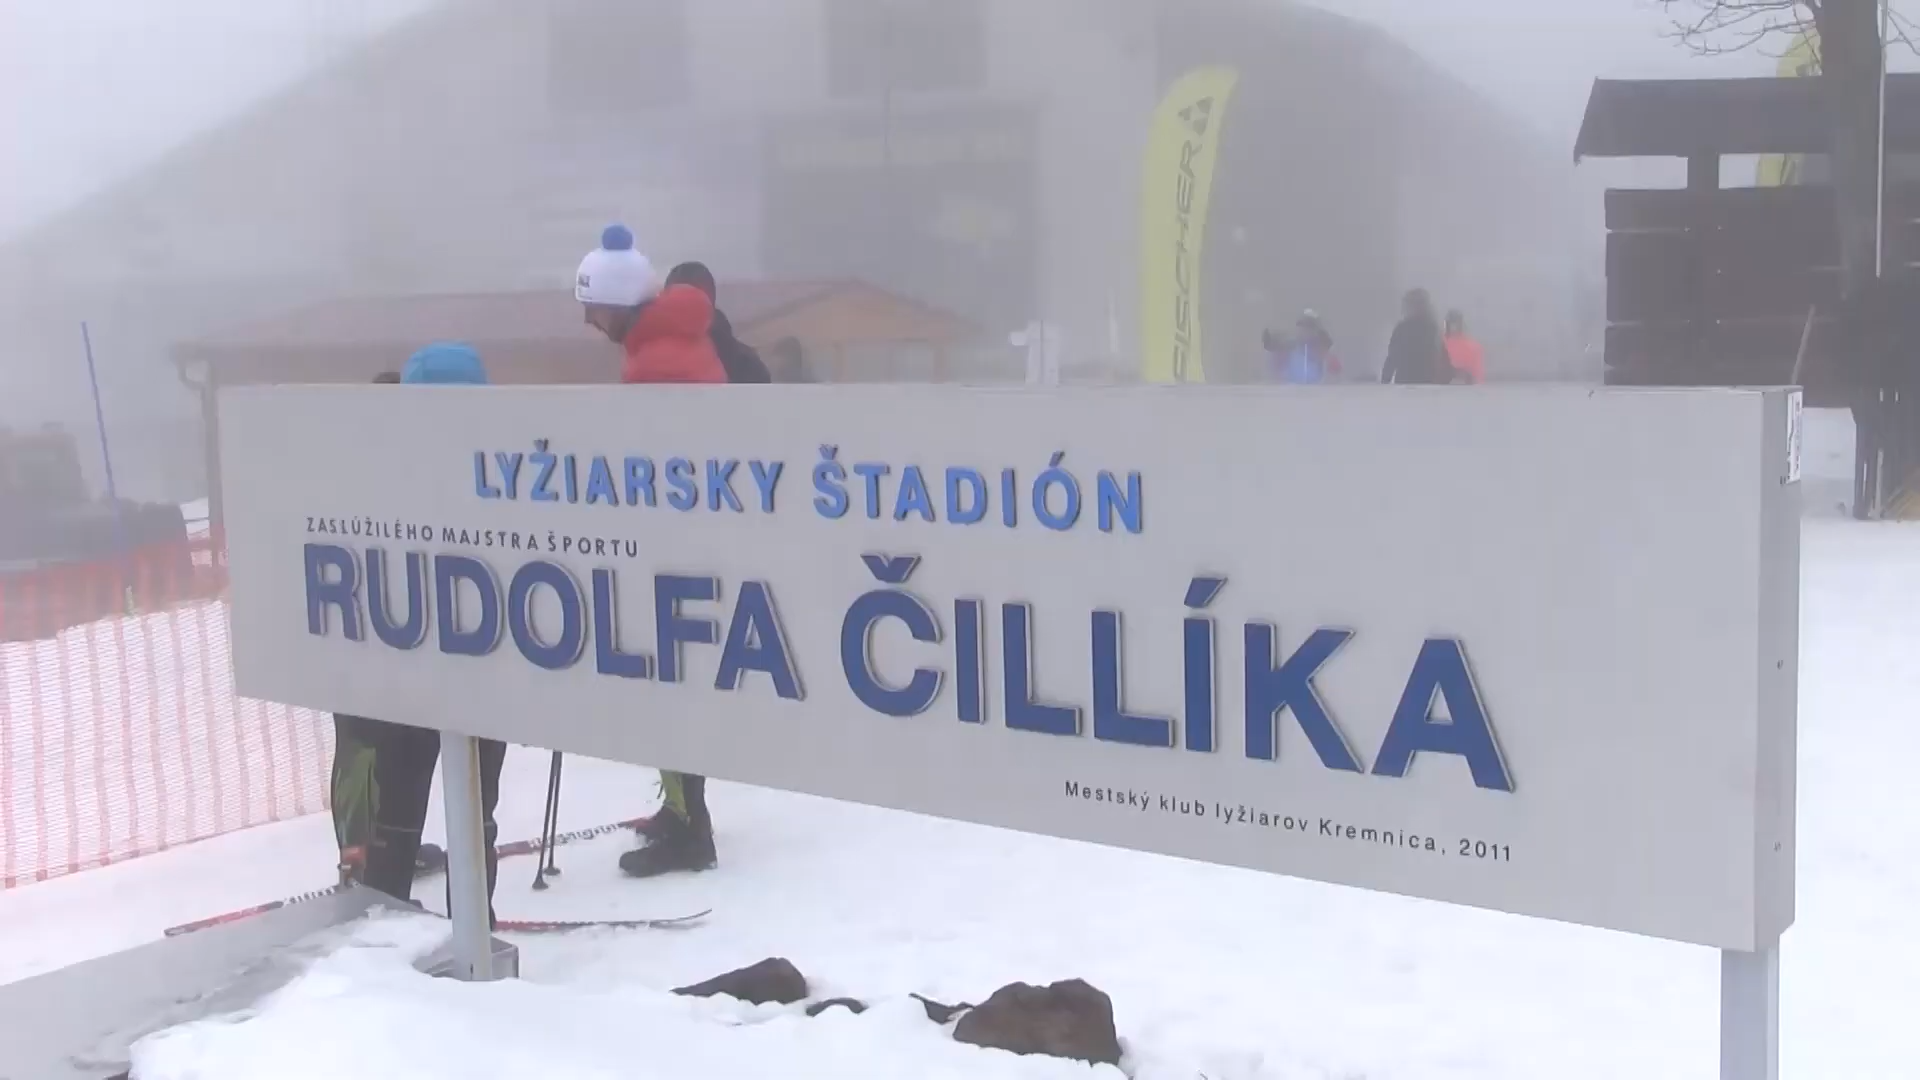 FISCHER
LYŽIARSKY ŠTADIÓN
ZASLÚŽILÉHO MAJSTRA ŠPORTU
RUDOLFA ČILLÍKA
Mestský klub lyžiarov Kremnica, 2011